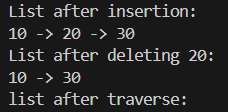 List after insertion:
10 -> 20 -> 30
List after deleting 20:
10 -> 30
list after traverse: